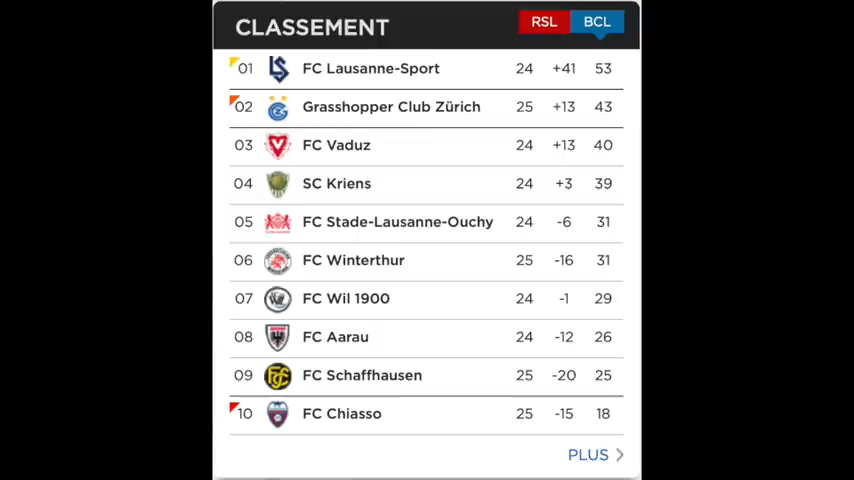 CLASSEMENT RSL BCL
01 FC Lausanne-Sport 24 +41 53
02 Grasshopper Club Zürich 25 +13 43
03 FC Vaduz 24 +13 40
04 SC Kriens 24 +3 39
05 FC Stade-Lausanne-Ouchy 24 -6 31
06 FC Winterthur 25 -16 31
07 FC Wil 1900 24 -1 29
08 FC Aarau 24 -12 26
09 FC Schaffhausen 25 -20 25
10 FC Chiasso 25 -15 18
PLUS